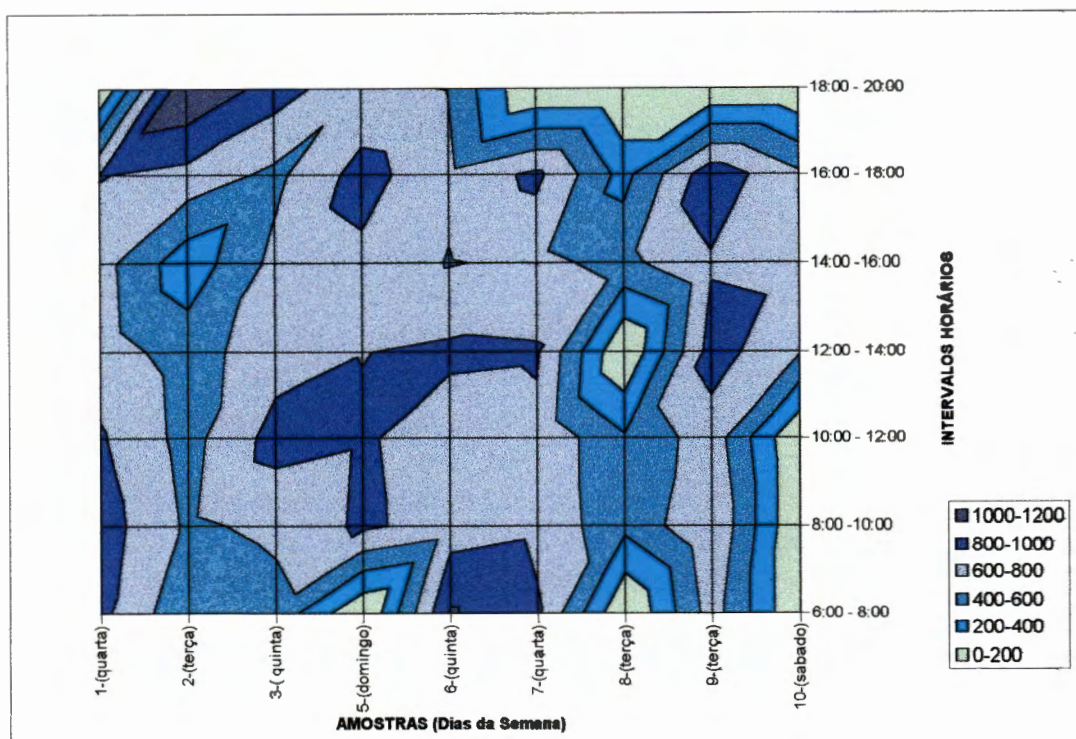 18:00 - 20:00
16:00 - 18:00
14:00 - 16:00
12:00 - 14:00
10:00 - 12:00
8:00 -10:00
6:00 - 8:00
INTERVALOS HORÁRIOS
1000-1200
800-1000
600-800
400-600
200-400
0-200
1-(quarta)
2-(terça)
3-( quinta)
5-(domingo)
6-(quinta)
7-(quarta)
8-(terça)
9-(terça)
10-(sabado)
AMOSTRAS (Dias da Semana)